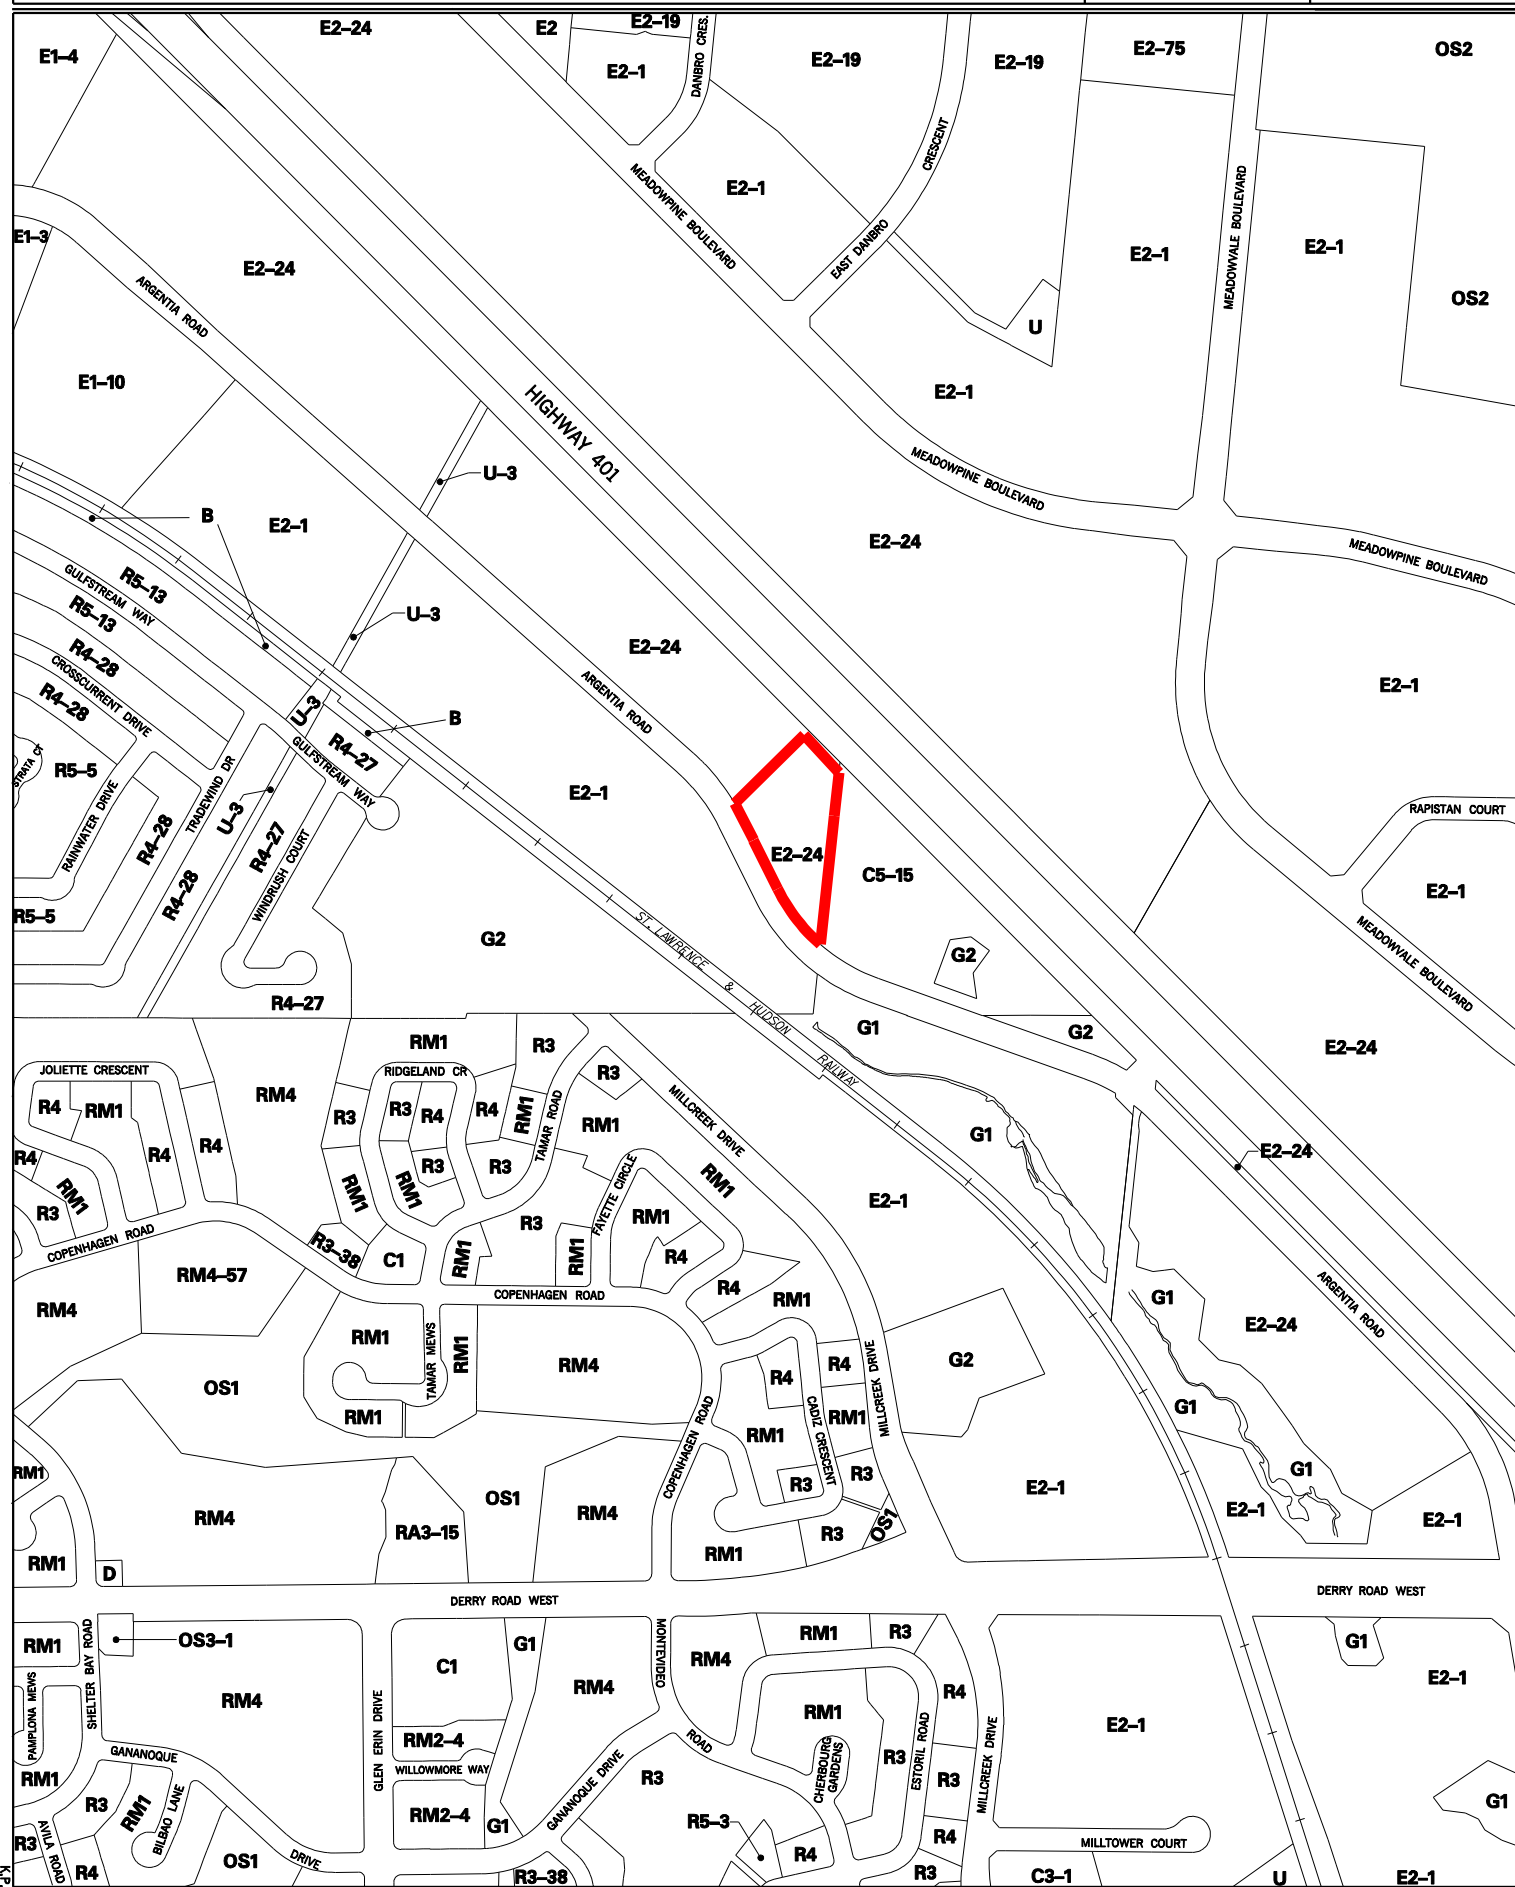 E1–4
E2–24
E2
E2–19
E2–1
DANBRO CRES.
E2–19
E2–19
E2–75
OS2
CRESCENT
MEADOWPINE BOULEVARD
E2–1
EAST DANBRO
MEADOWVALE BOULEVARD
E1–3
E2–24
E2–1
E2–1
OS2
ARGENTIA ROAD
U
E1–10
E2–1
HIGHWAY 401
U–3
MEADOWPINE BOULEVARD
B
E2–1
E2–24
MEADOWPINE BOULEVARD
R5–13
GULFSTREAM WAY
R5–13
U–3
R4–28
CROSSCURRENT DRIVE
E2–24
R4–28
ARGENTIA ROAD
E2–1
U–3
B
R4–27
GULFSTREAM WAY
STRATA CT
R5–5
TRADEWIND DR
E2–1
RAINWATER DRIVE
U–3
RAPISTAN COURT
R4–28
R4–27
WINDRUSH COURT
E2–24
C5–15
R4–28
E2–1
R5–5
G2
ST. LAWRENCE & HUDSON RAILWAY
G2
MEADOWVALE BOULEVARD
R4–27
G1
G2
RM1
R3
E2–24
JOLIETTE CRESCENT
RIDGELAND CR
R3
RM4
R4
RM1
R3
R3
R4
R4
RM1
TAMAR ROAD
RM1
MILLCREEK DRIVE
G1
R4
R4
R4
R3
R3
E2–24
RM1
RM1
RM1
FAYETTE CIRCLE
RM1
E2–1
R3
R3
RM1
COPENHAGEN ROAD
R3–38
C1
RM1
RM1
R4
RM4–57
R4
RM4
COPENHAGEN ROAD
RM1
G1
ARGENTIA ROAD
RM1
TAMAR MEWS
RM1
RM4
E2–24
R4
MILLCREEK DRIVE
G2
OS1
R4
RM1
COPENHAGEN ROAD
CADIZ CRESCENT
RM1
G1
RM1
RM1
R3
R3
G1
E2–1
OS1
RM4
RM4
RA3–15
R3
OS1
E2–1
E2–1
RM1
RM1
D
DERRY ROAD WEST
DERRY ROAD WEST
RM1
SHELTER BAY ROAD
OS3–1
G1
MONTEVIDEO
RM4
RM1
R3
G1
C1
E2–1
PAMPLONA MEWS
RM4
GLEN ERIN DRIVE
RM4
R4
RM1
E2–1
RM2–4
ROAD
GANANOQUE
WILLOWMORE WAY
CHERBOURG GARDENS
R3
ESTORIL ROAD
MILLCREEK DRIVE
RM1
R3
R3
GANANOQUE DRIVE
R3
RM1
BILBAO LANE
RM2–4
G1
R5–3
G1
R3
AVILA ROAD
R4
MILLTOWER COURT
OS1
DRIVE
R4
R4
R3–38
R3
C3–1
U
E2–1